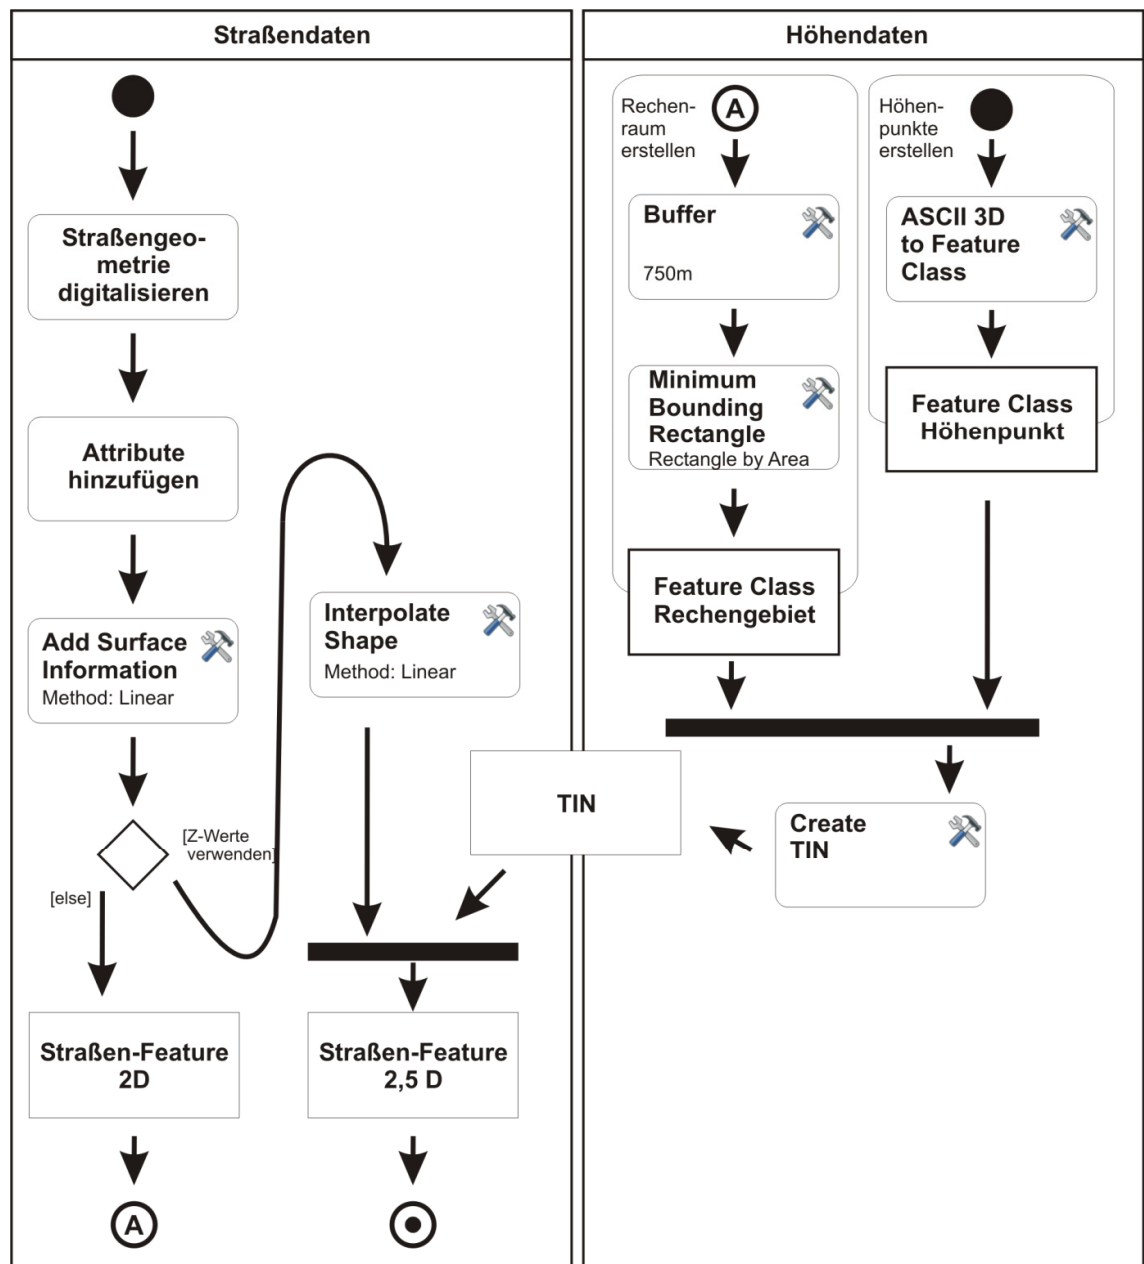 Straßendaten
Straßengeo-
metrie
digitalisieren
Attribute
hinzufügen
Add Surface
Information
Method: Linear
[Z-Werte
verwenden]
[else]
Straßen-Feature
2D
A
Interpolate
Shape
Method: Linear
Straßen-Feature
2,5 D
TIN
Höhendaten
Rechen-
raum
erstellen
A
Buffer
750m
Minimum
Bounding
Rectangle
Rectangle by Area
Feature Class
Rechengebiet
Höhen-
punkte
erstellen
ASCII 3D
to Feature
Class
Feature Class
Höhenpunkt
Create
TIN